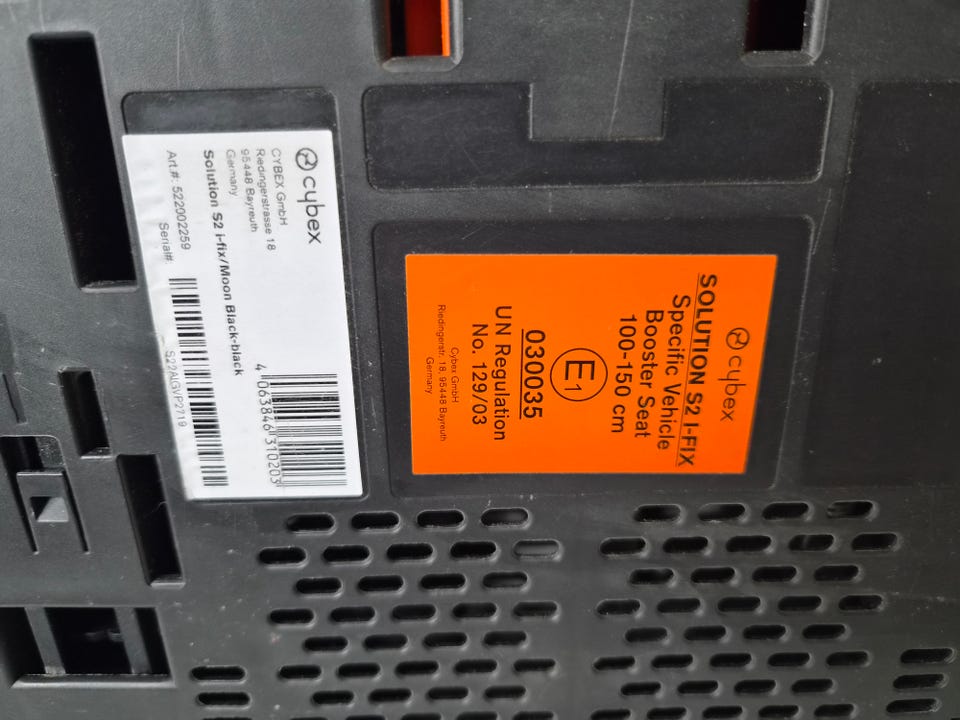 cybex
SOLUTION S2 I-FIX
Specific Vehicle
Booster Seat
100-150 cm
E1
030035
UN Regulation
No. 129/03
Cybex GmbH
Riedingerstr. 18, 95448 Bayreuth
Germany
cybex
CYBEX GmbH
Riedingerstrasse 18
95448 Bayreuth
Germany
Solution S2 i-fix/Moon Black-black
4 063846 310203
Art.#: 522002259
Serial#:
S22AGVP2719